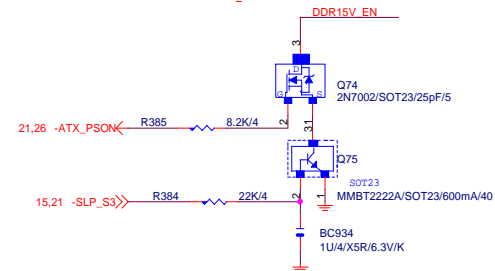 DDR15V_EN
3
D
G
S
Q74
2N7002/SOT23/25pF/5
21,26 -ATX_PSON
R385
8.2K/4
2
31
Q75
SOT23
MMBT2222A/SOT23/600mA/40
15,21 -SLP_S3
R384
22K/4
2
1
BC934
1U/4/X5R/6.3V/K